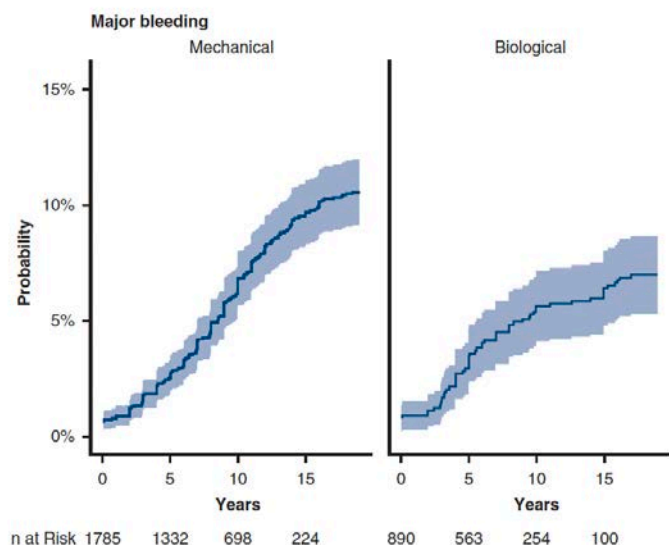 Major bleeding
Mechanical Biological
15%
10%
5%
0%
Probability
0 5 10 15 0 5 10 15
Years Years
n at Risk 1785 1332 698 224 890 563 254 100